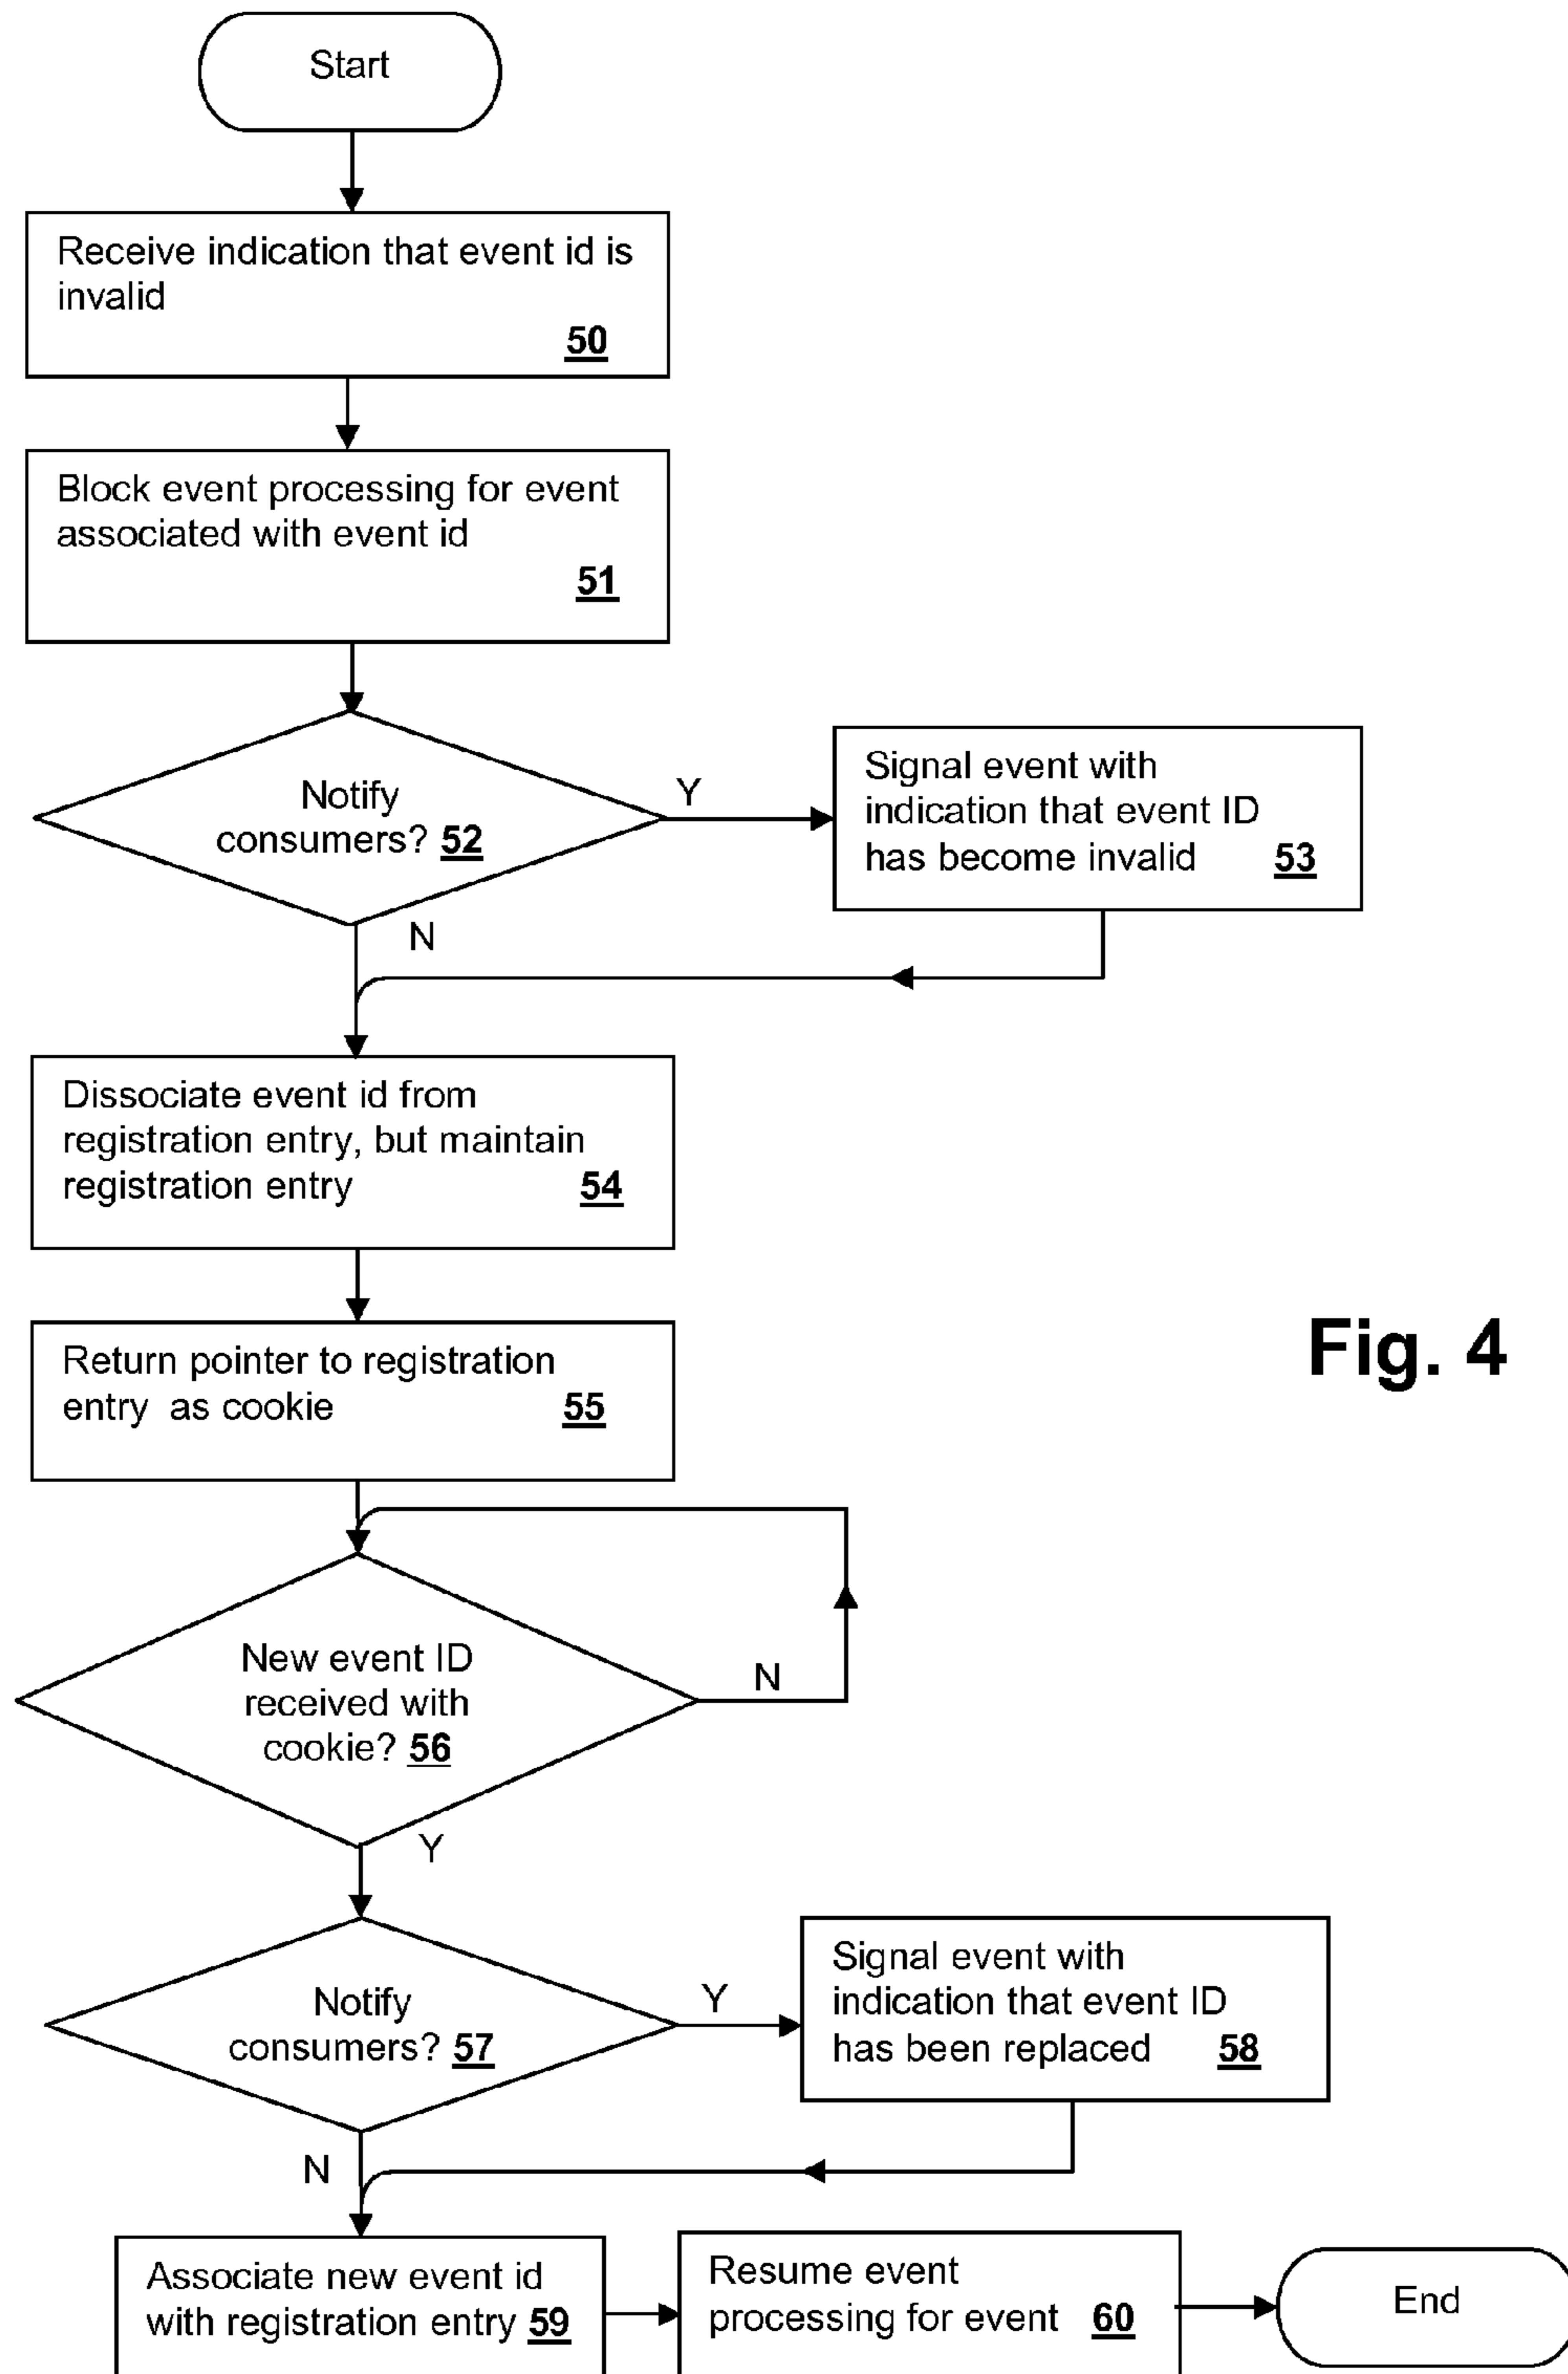 Start
Receive indication that event id is
invalid
50
Block event processing for event
associated with event id
51
Notify
consumers? 52
Y
Signal event with
indication that event ID
has become invalid 53
N
Dissociate event id from
registration entry, but maintain
registration entry 54
Return pointer to registration
entry as cookie 55
Fig. 4
New event ID
received with
cookie? 56
N
Y
Notify
consumers? 57
Y
Signal event with
indication that event ID
has been replaced 58
N
Associate new event id
with registration entry 59
Resume event
processing for event 60
End